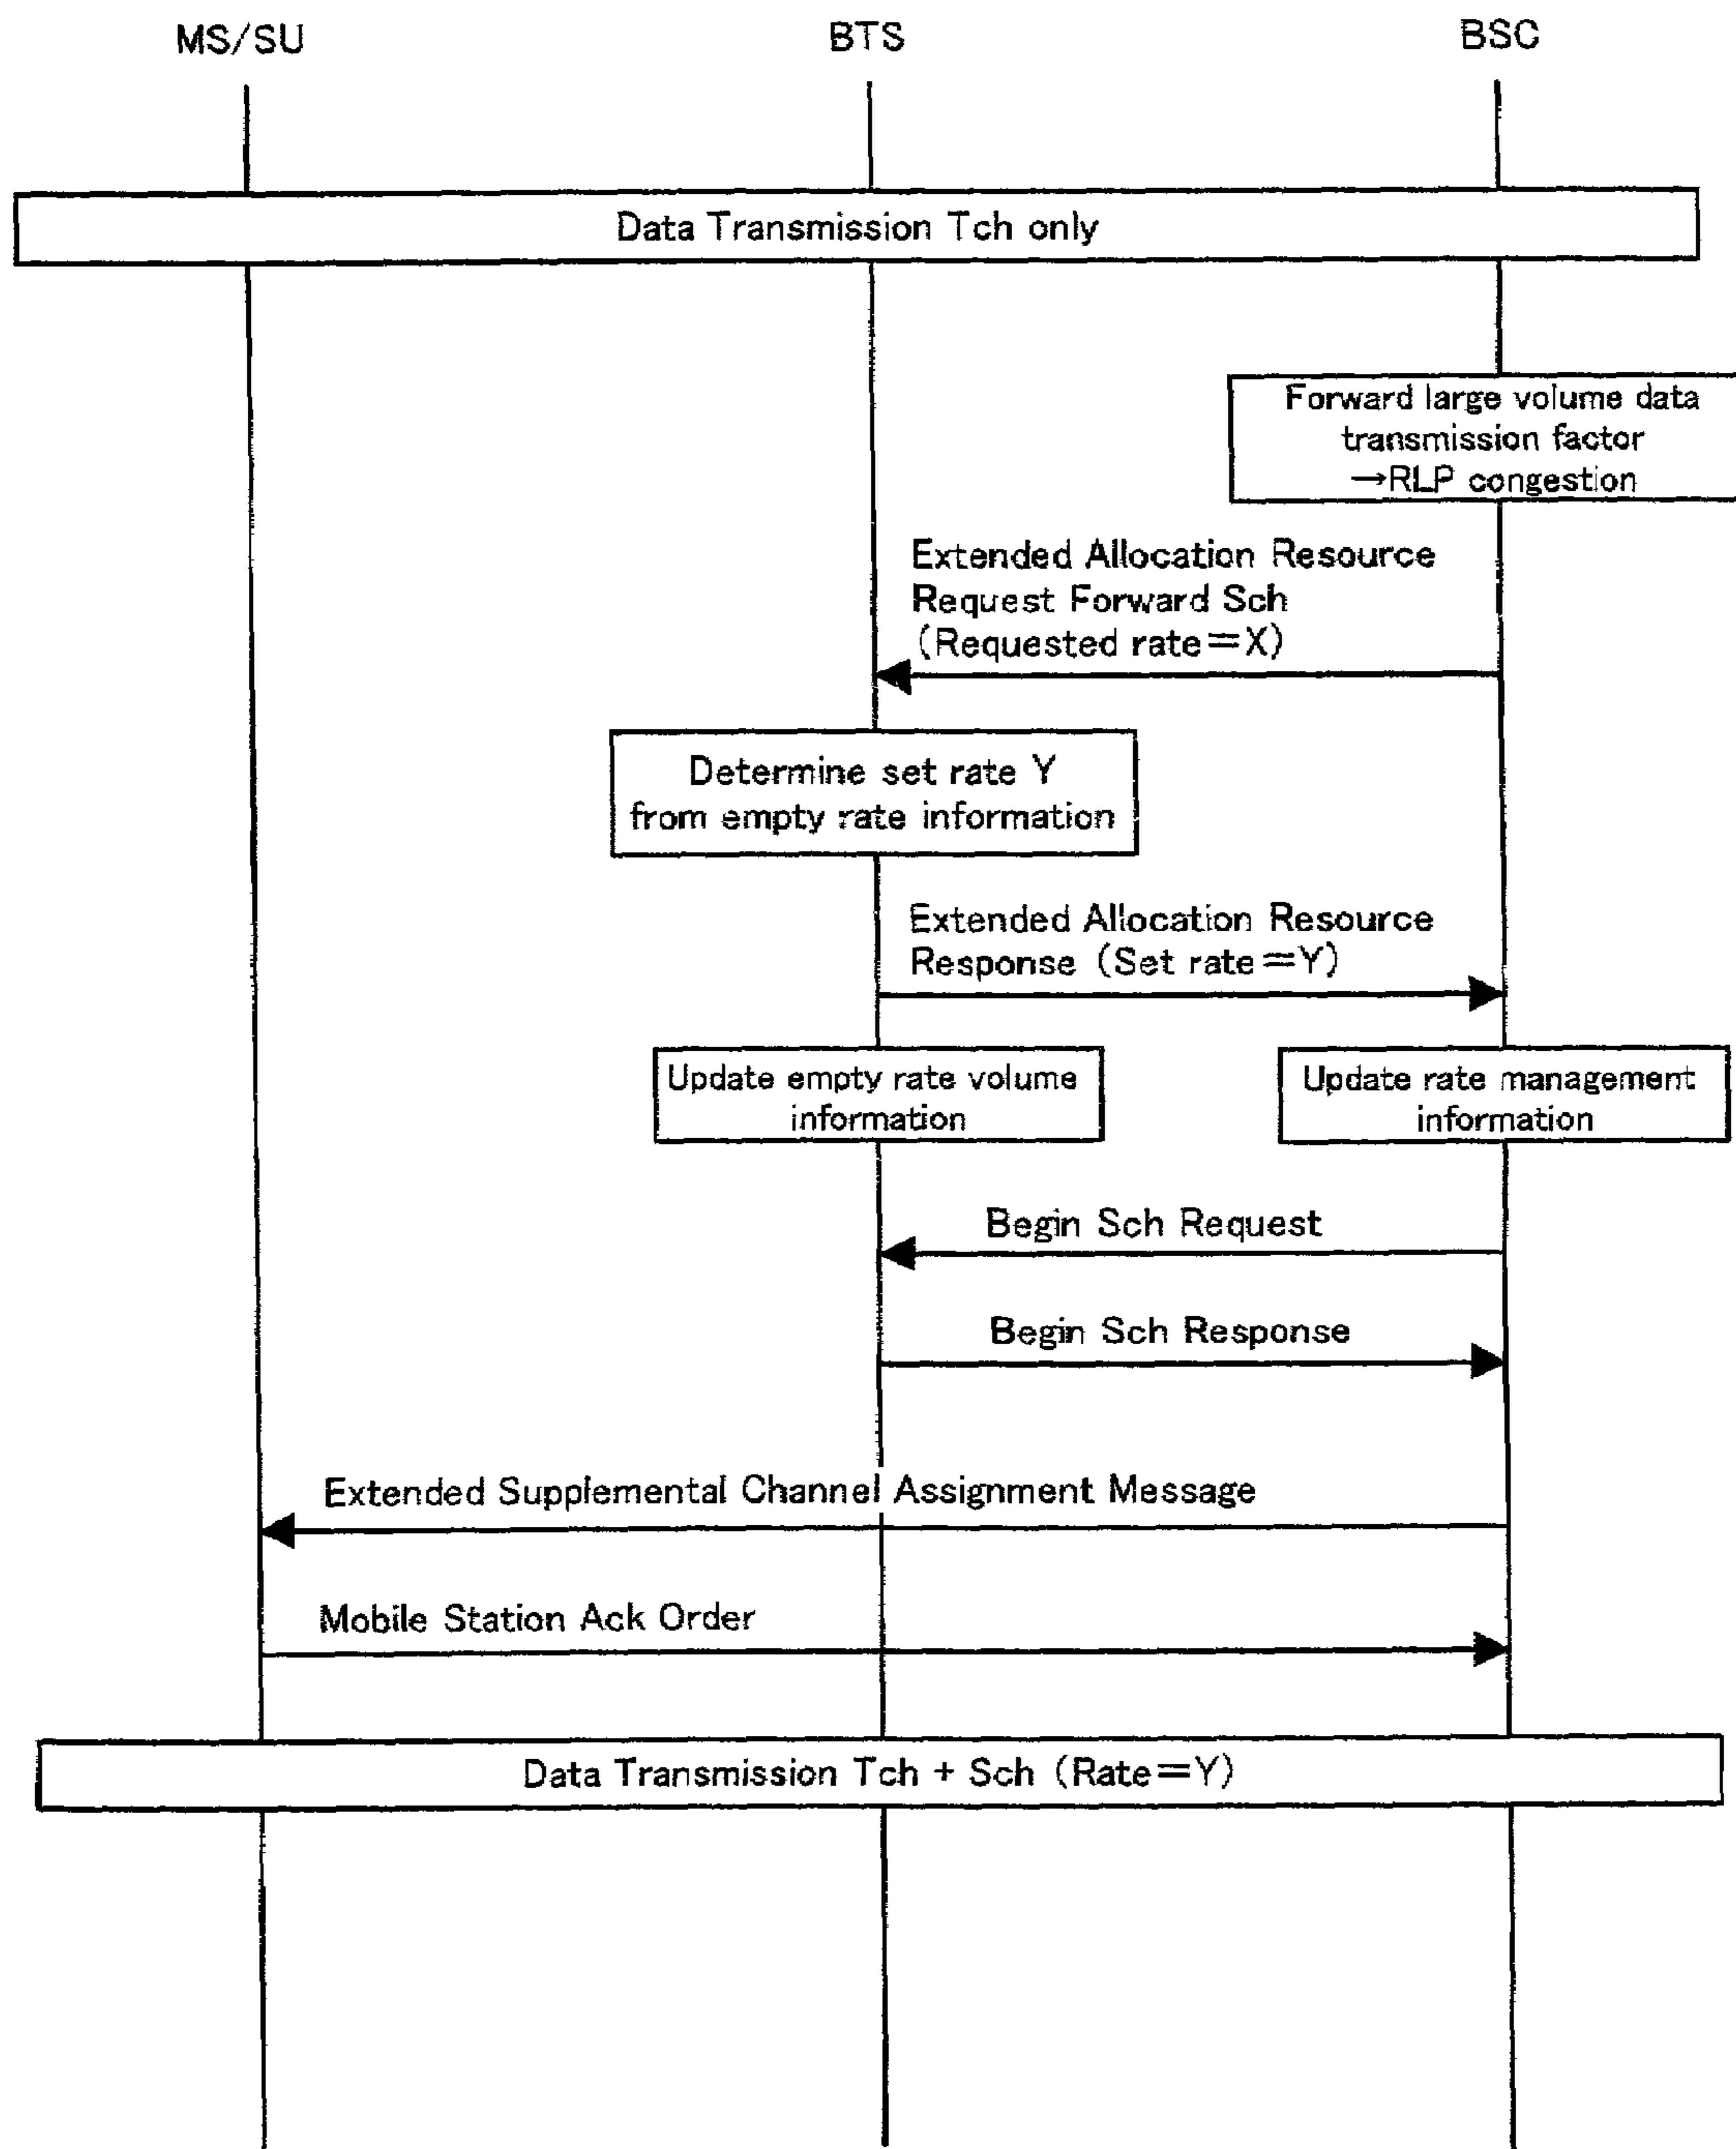 MS/SU BTS BSC
Data Transmission Tch only
Forward large volume data
transmission factor
→RLP congestion
Extended Allocation Resource
Request Forward Sch
(Requested rate=X)
Determine set rate Y
from empty rate information
Extended Allocation Resource
Response (Set rate=Y)
Update empty rate volume
information
Update rate management
information
Begin Sch Request
Begin Sch Response
Extended Supplemental Channel Assignment Message
Mobile Station Ack Order
Data Transmission Tch + Sch (Rate=Y)